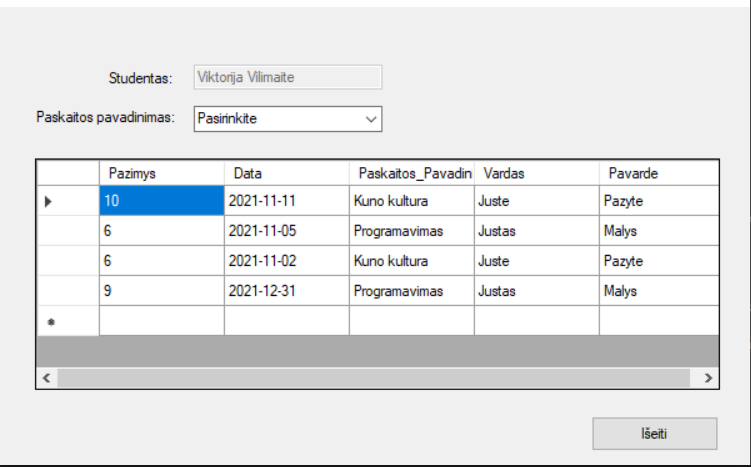 Studentas: Viktorija Vilimaite
Paskaitos pavadinimas: Pasirinkite
Pazimys Data Paskaitos_Pavadin Vardas Pavarde
10 2021-11-11 Kuno kultura Juste Pazyte
6 2021-11-05 Programavimas Justas Malys
6 2021-11-02 Kuno kultura Juste Pazyte
9 2021-12-31 Programavimas Justas Malys
Išeiti